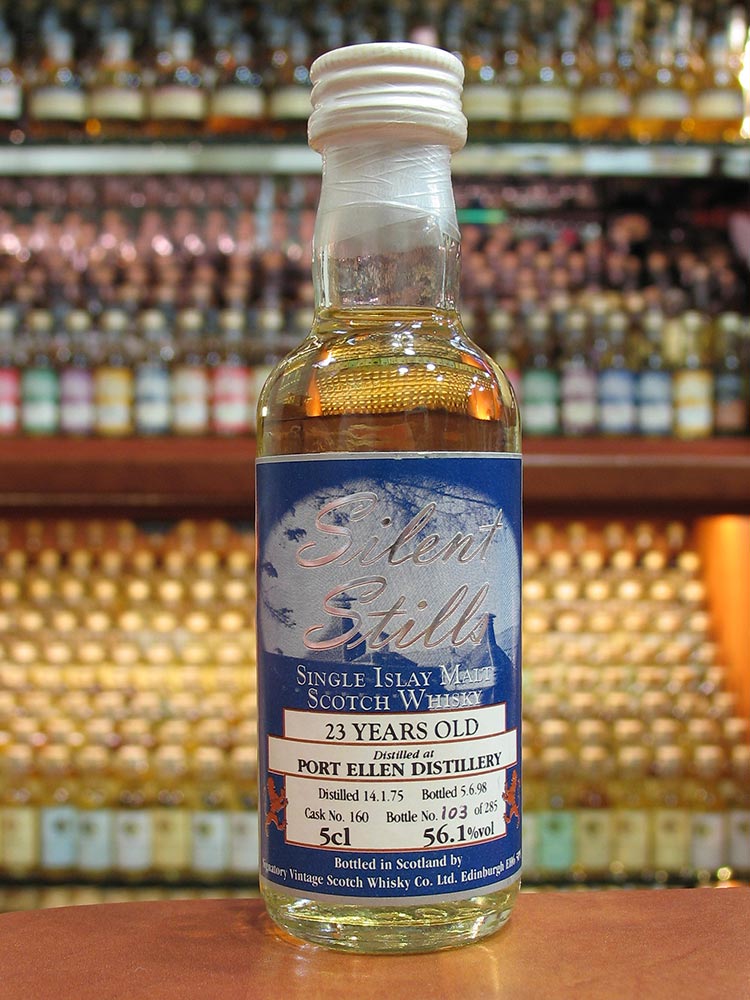 Silent
Stills
SINGLE ISLAY MALT
SCOTCH WHISKY
23 YEARS OLD
Distilled at
PORT ELLEN DISTILLERY
Distilled 14.1.75 Bottled 5.6.98
Cask No. 160 Bottle No. 103 of 285
5cl 56.1%vol
Bottled in Scotland by
Signatory Vintage Scotch Whisky Co. Ltd. Edinburgh EH6